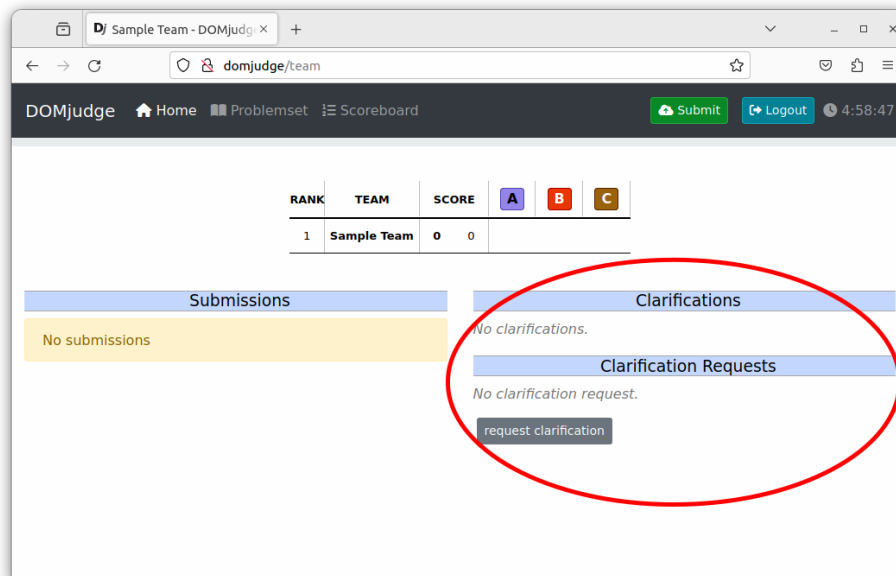 Dj Sample Team - DOMjudg
domjudge/team
DOMjudge Home Problemset Scoreboard Submit Logout 4:58:47
RANK TEAM SCORE A B C
1 Sample Team 0 0
Submissions
No submissions
Clarifications
No clarifications.
Clarification Requests
No clarification request.
request clarification